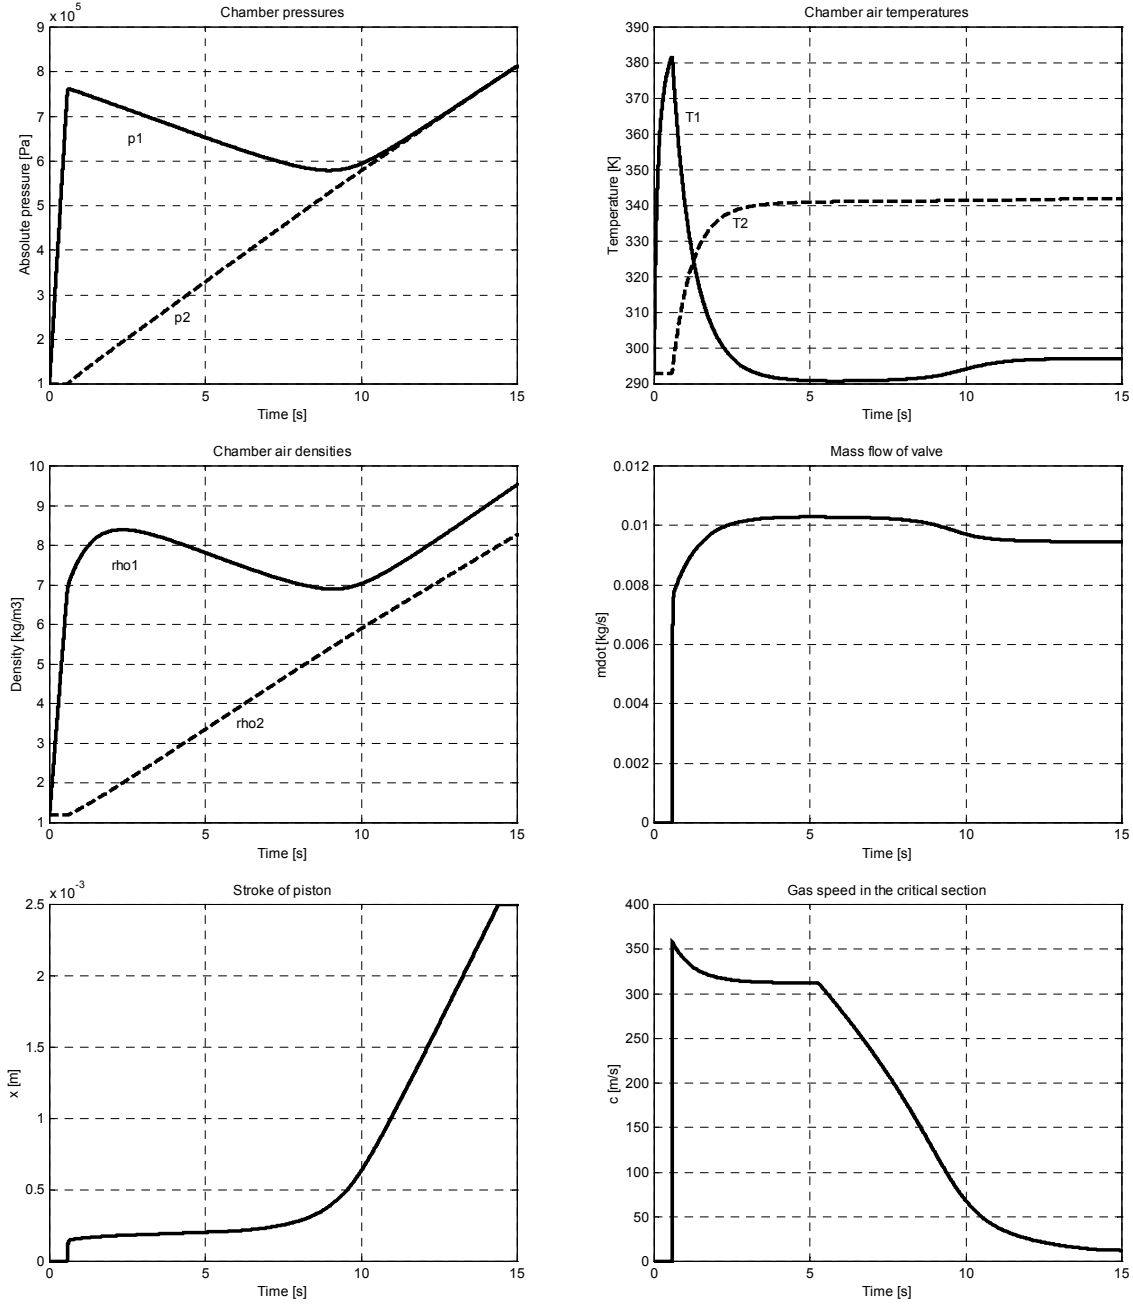 Chamber pressures
x 10^5
9
8
7
6
5
4
3
2
1
Absolute pressure [Pa]
p1
p2
0
5
10
15
Time [s]
Chamber air temperatures
390
380
370
360
350
340
330
320
310
300
290
Temperature [K]
T1
T2
0
5
10
15
Time [s]
Chamber air densities
10
9
8
7
6
5
4
3
2
1
Density [kg/m3]
rho1
rho2
0
5
10
15
Time [s]
Mass flow of valve
0.012
0.01
0.008
0.006
0.004
0.002
0
mdot [kg/s]
0
5
10
15
Time [s]
Stroke of piston
x 10^-3
2.5
2
1.5
1
0.5
0
x [m]
0
5
10
15
Time [s]
Gas speed in the critical section
400
350
300
250
200
150
100
50
0
c [m/s]
0
5
10
15
Time [s]